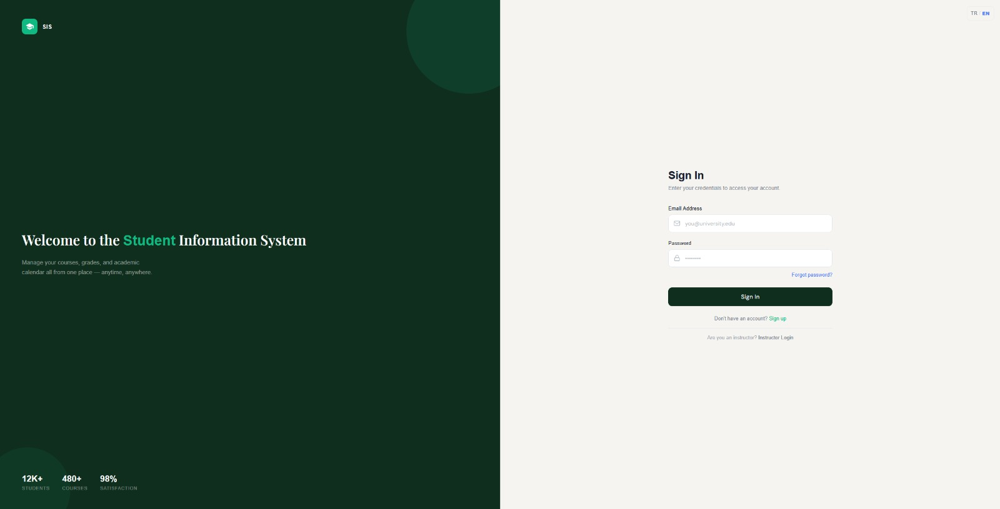 SIS
Welcome to the Student Information System
Manage your courses, grades, and academic
calendar all from one place — anytime, anywhere.
12K+
STUDENTS
480+
COURSES
98%
SATISFACTION
TR / EN
Sign In
Enter your credentials to access your account.
Email Address
you@university.edu
Password
••••••••
Forgot password?
Sign In
Don't have an account? Sign up
Are you an instructor? Instructor Login